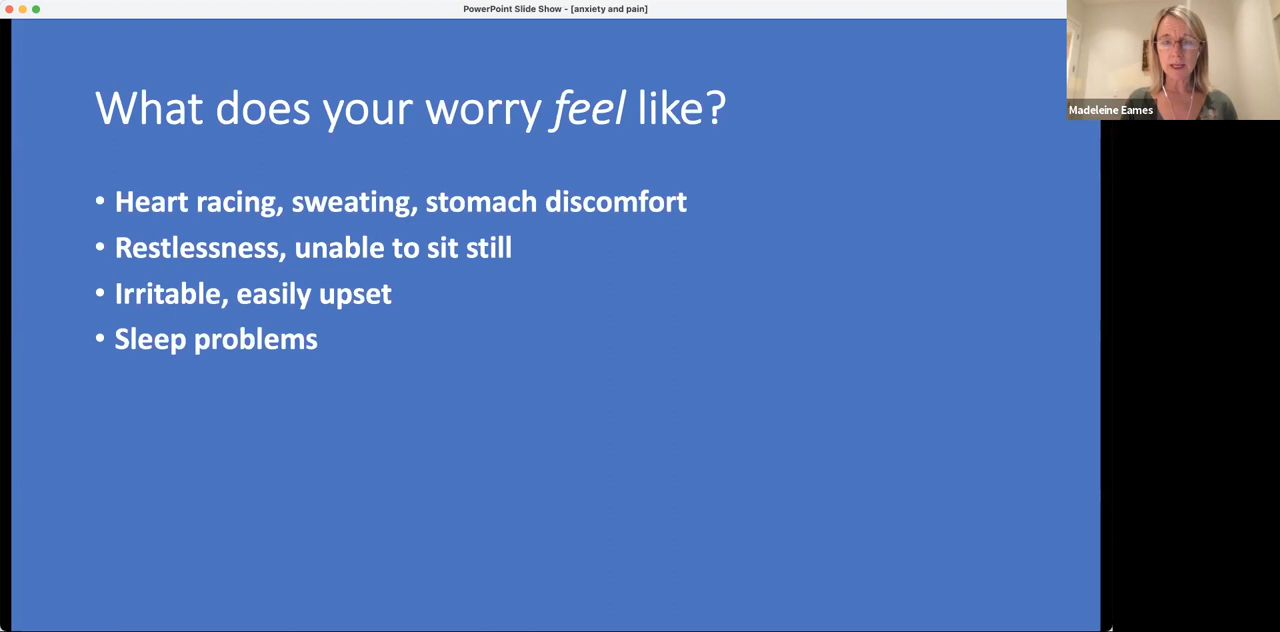 PowerPoint Slide Show - [anxiety and pain]
What does your worry feel like?
• Heart racing, sweating, stomach discomfort
• Restlessness, unable to sit still
• Irritable, easily upset
• Sleep problems
Madeleine Eames